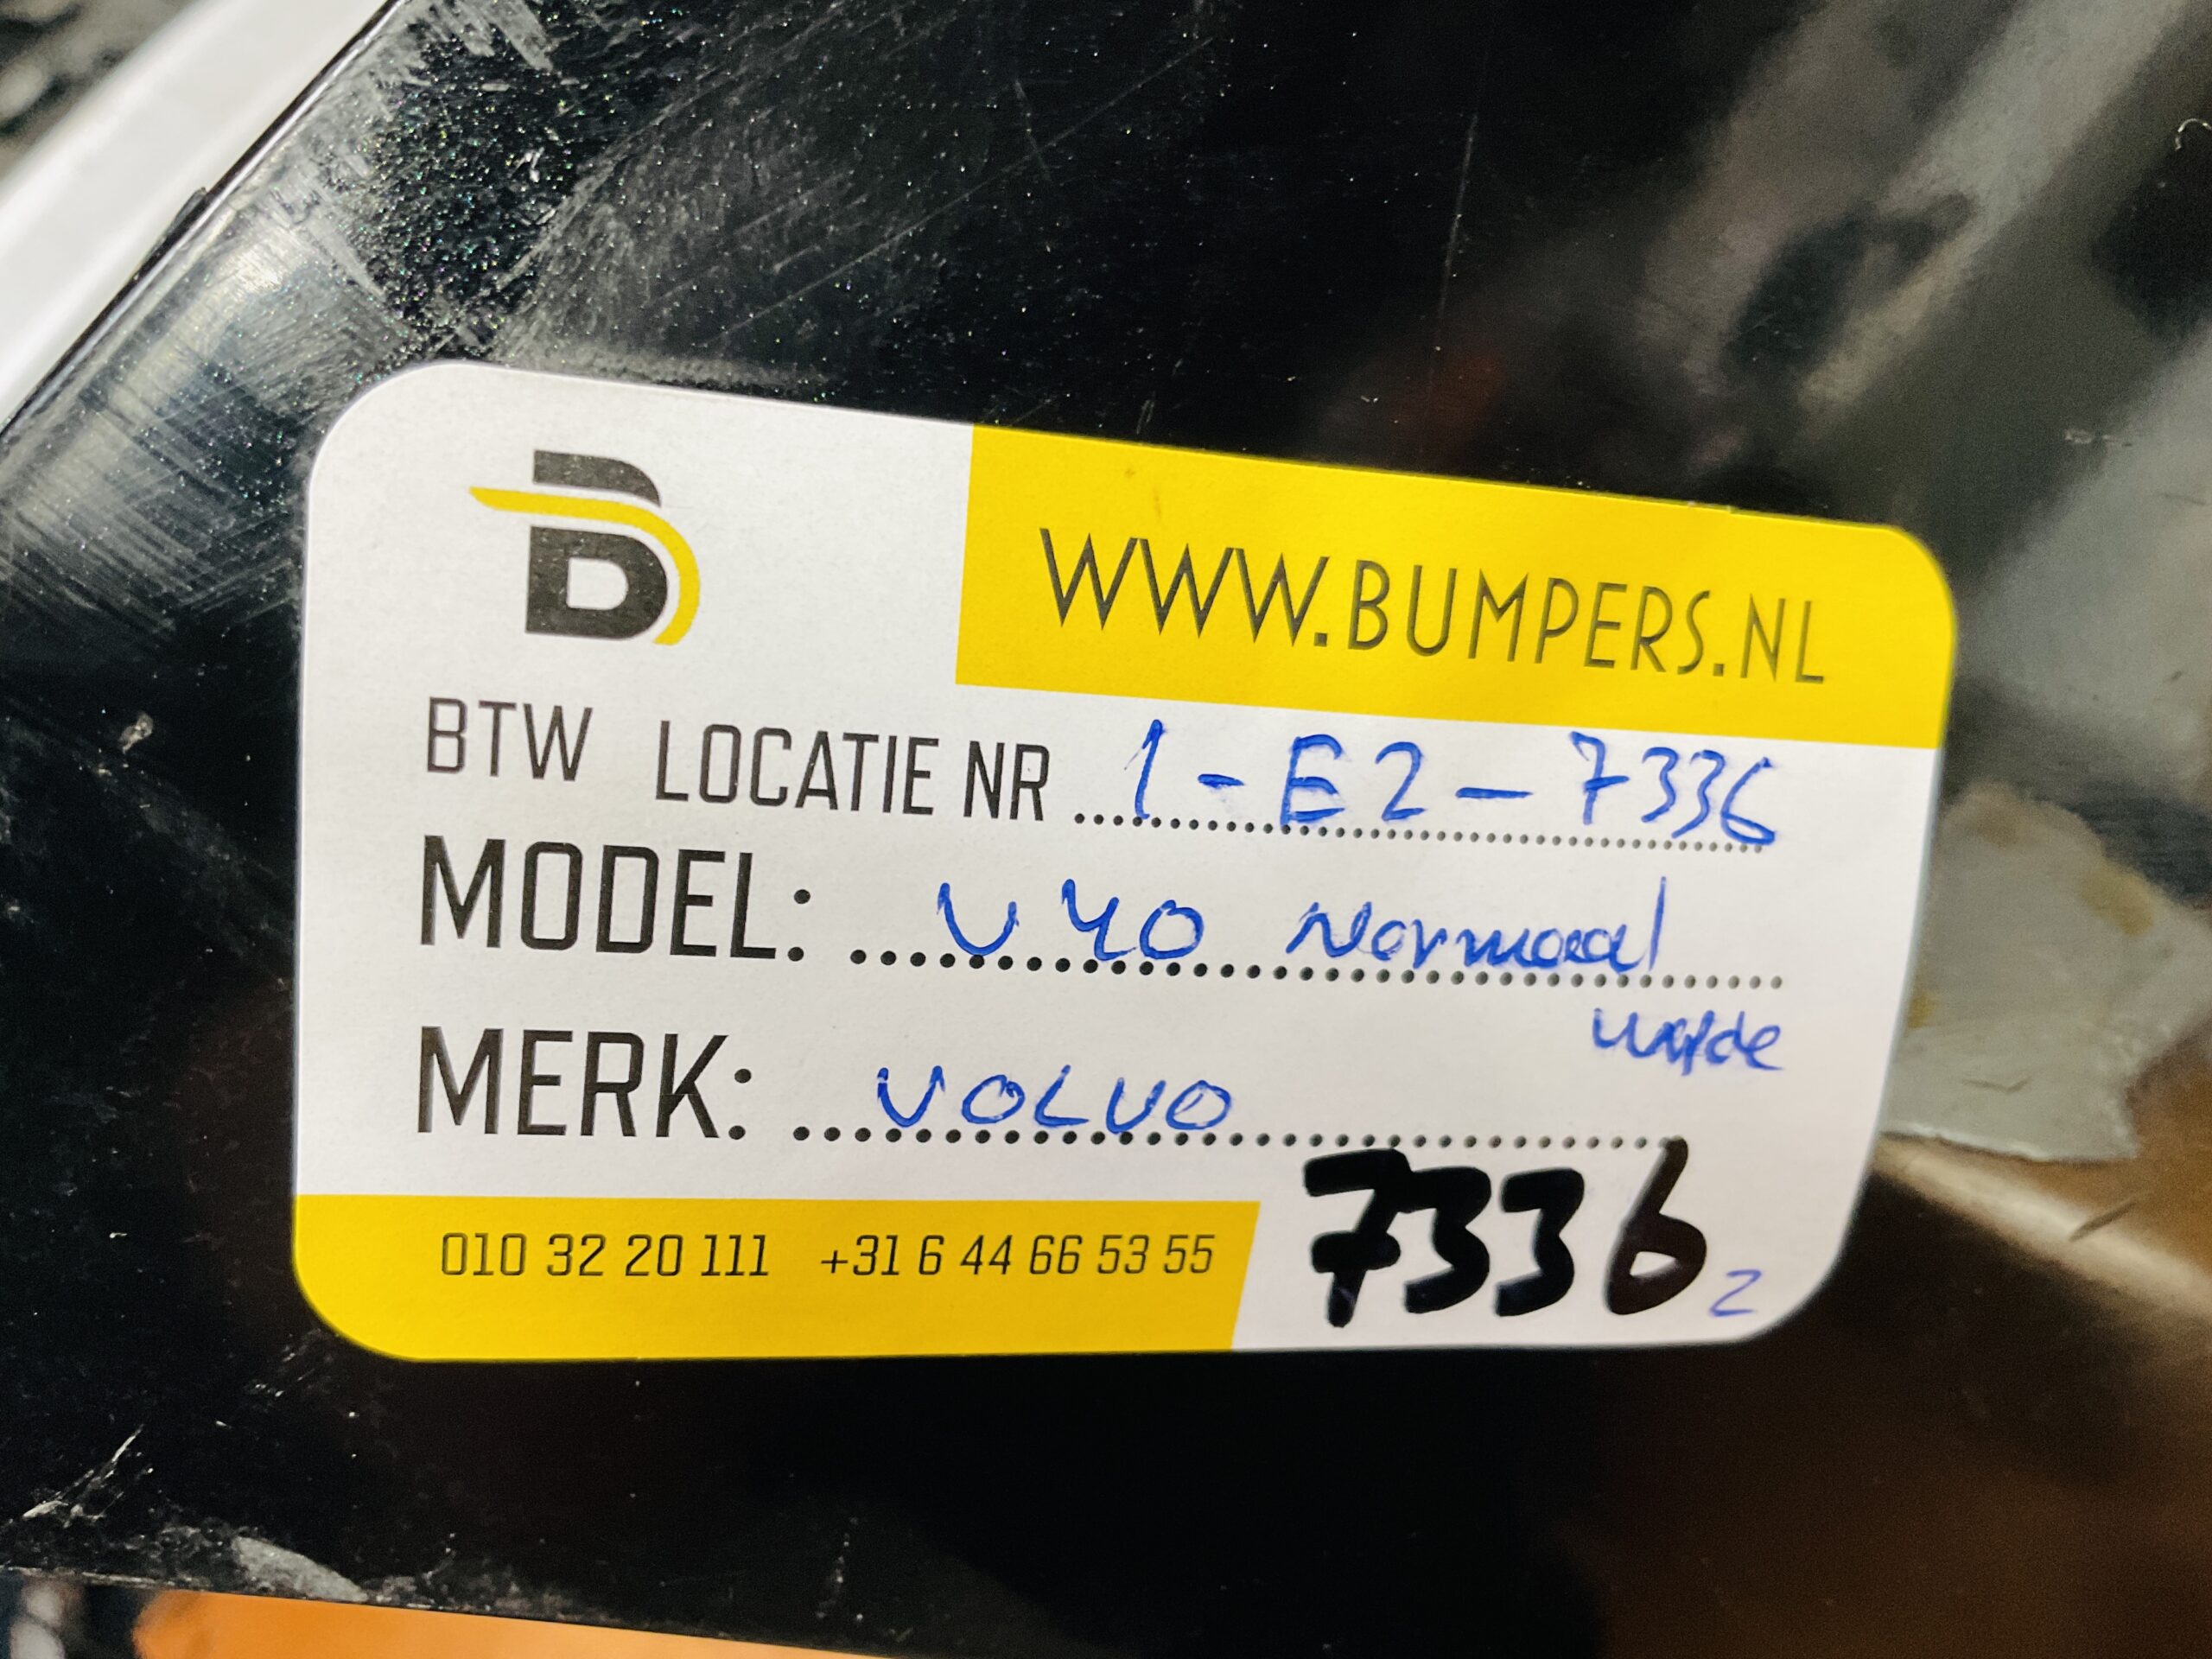 B
WWW.BUMPERS.NL
BTW LOCATIE NR 1-E2-7336
MODEL: V40 Normaal
MERK: VOLVO
7336 2
010 32 20 111 +31 6 44 66 53 55